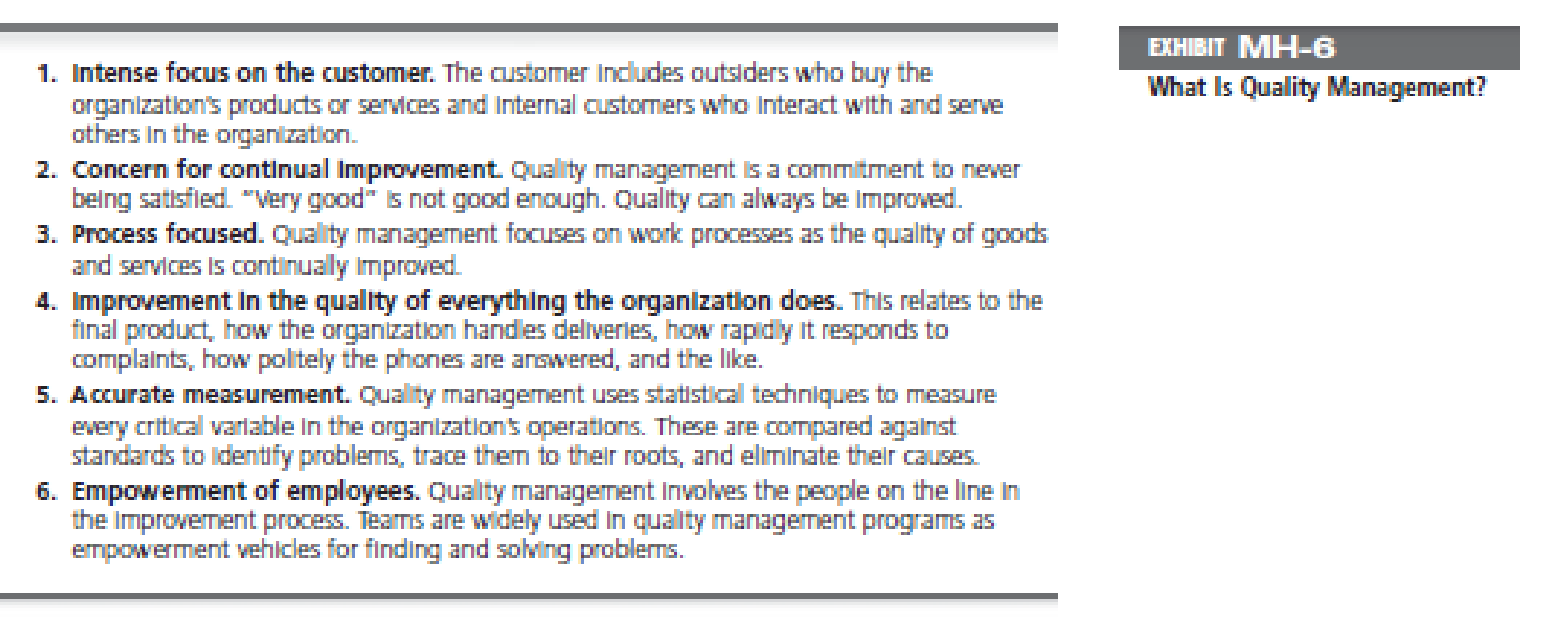 1. Intense focus on the customer. The customer includes outsiders who buy the
organization's products or services and internal customers who interact with and serve
others in the organization.
2. Concern for continual improvement. Quality management is a commitment to never
being satisfied. "Very good" is not good enough. Quality can always be improved.
3. Process focused. Quality management focuses on work processes as the quality of goods
and services is continually improved.
4. Improvement in the quality of everything the organization does. This relates to the
final product, how the organization handles deliveries, how rapidly it responds to
complaints, how politely the phones are answered, and the like.
5. Accurate measurement. Quality management uses statistical techniques to measure
every critical variable in the organization's operations. These are compared against
standards to identify problems, trace them to their roots, and eliminate their causes.
6. Empowerment of employees. Quality management involves the people on the line in
the improvement process. Teams are widely used in quality management programs as
empowerment vehicles for finding and solving problems.
EXHIBIT MH-6
What Is Quality Management?